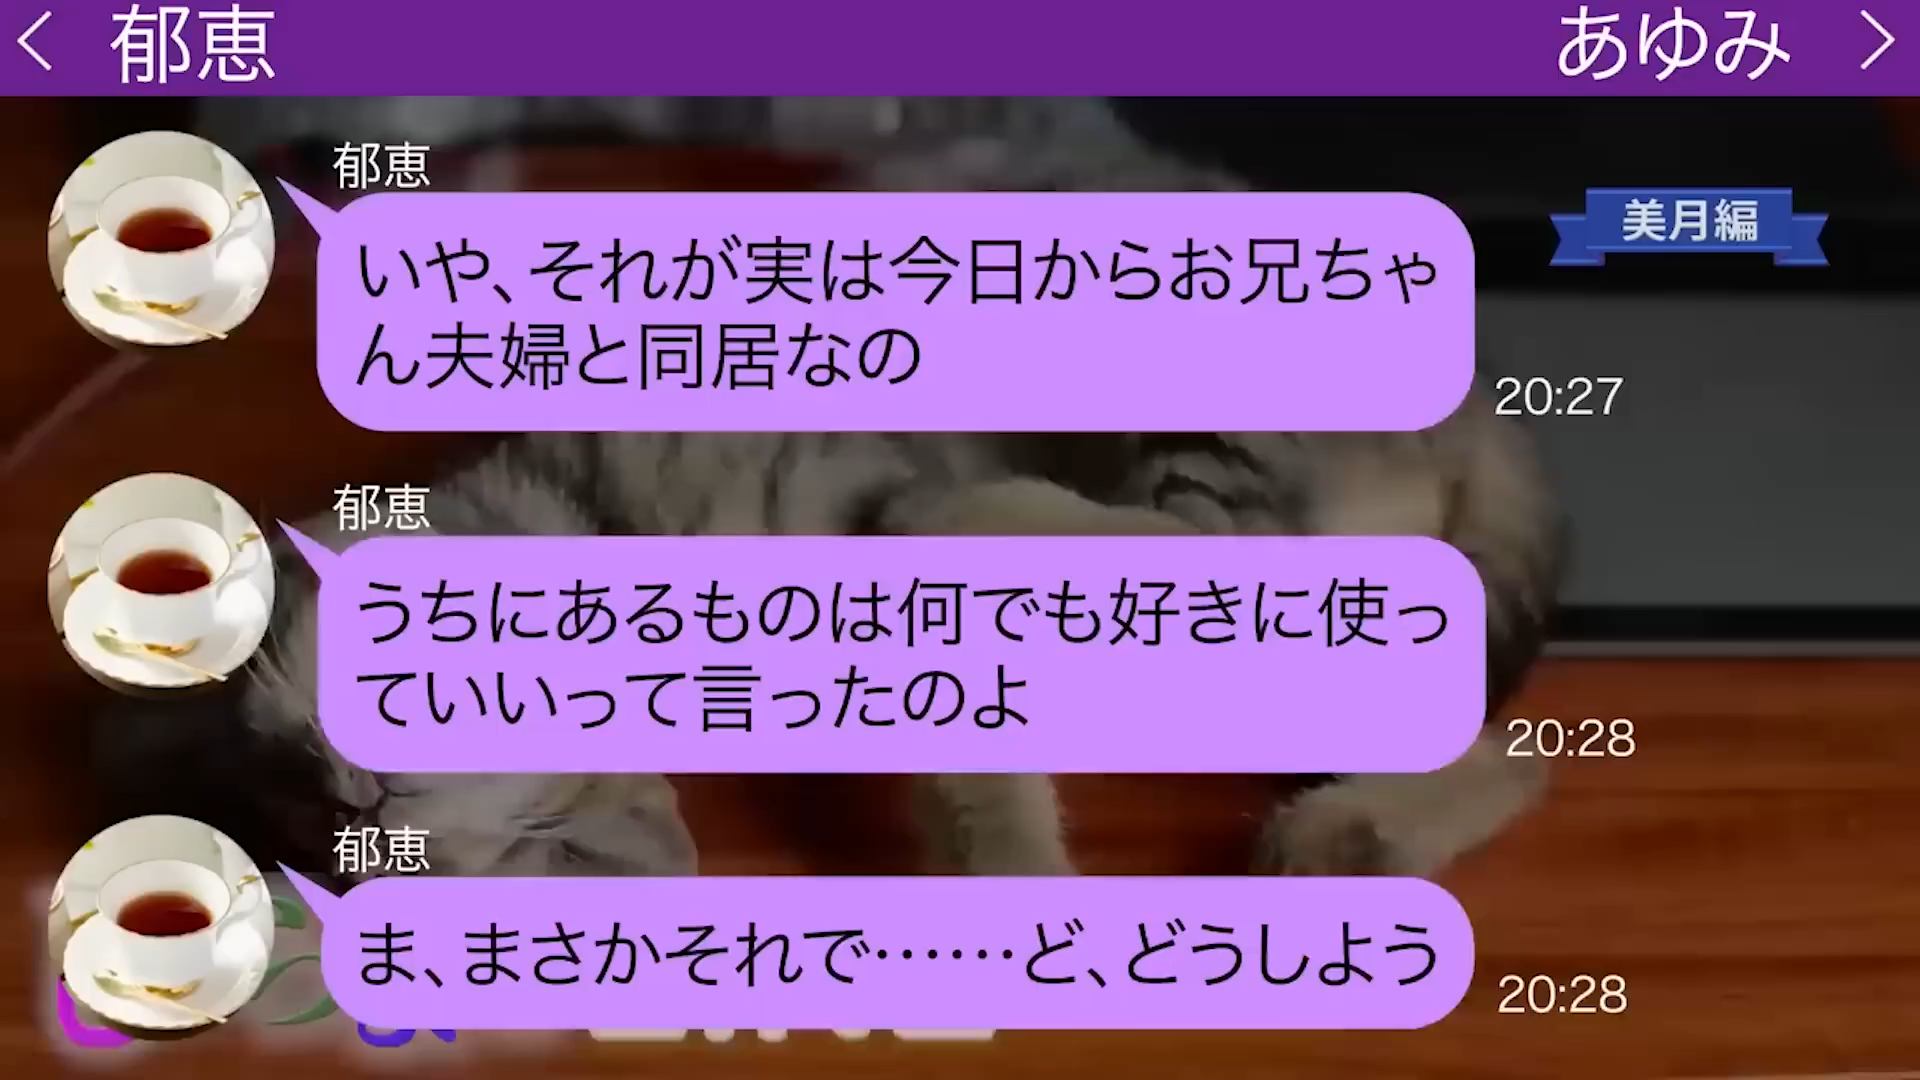 郁恵
あゆみ
郁恵
美月編
いや、それが実は今日からお兄ちゃ
ん夫婦と同居なの
20:27
郁恵
うちにあるものは何でも好きに使っ
ていいって言ったのよ
20:28
郁恵
ま、まさかそれで……ど、どうしよう
20:28